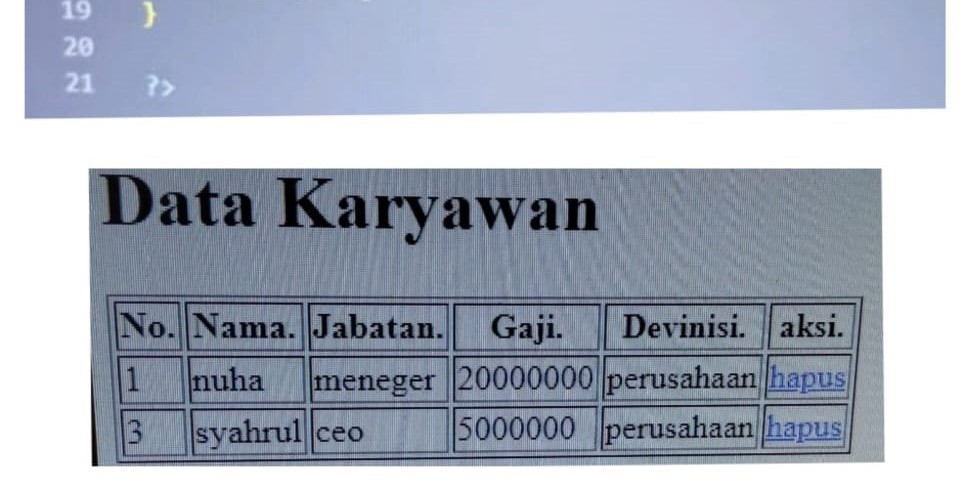 19 }
20
21 ?>
Data Karyawan
No. Nama. Jabatan. Gaji. Devinisi. aksi.
1 nuha meneger 20000000 perusahaan hapus
3 syahrul ceo 5000000 perusahaan hapus